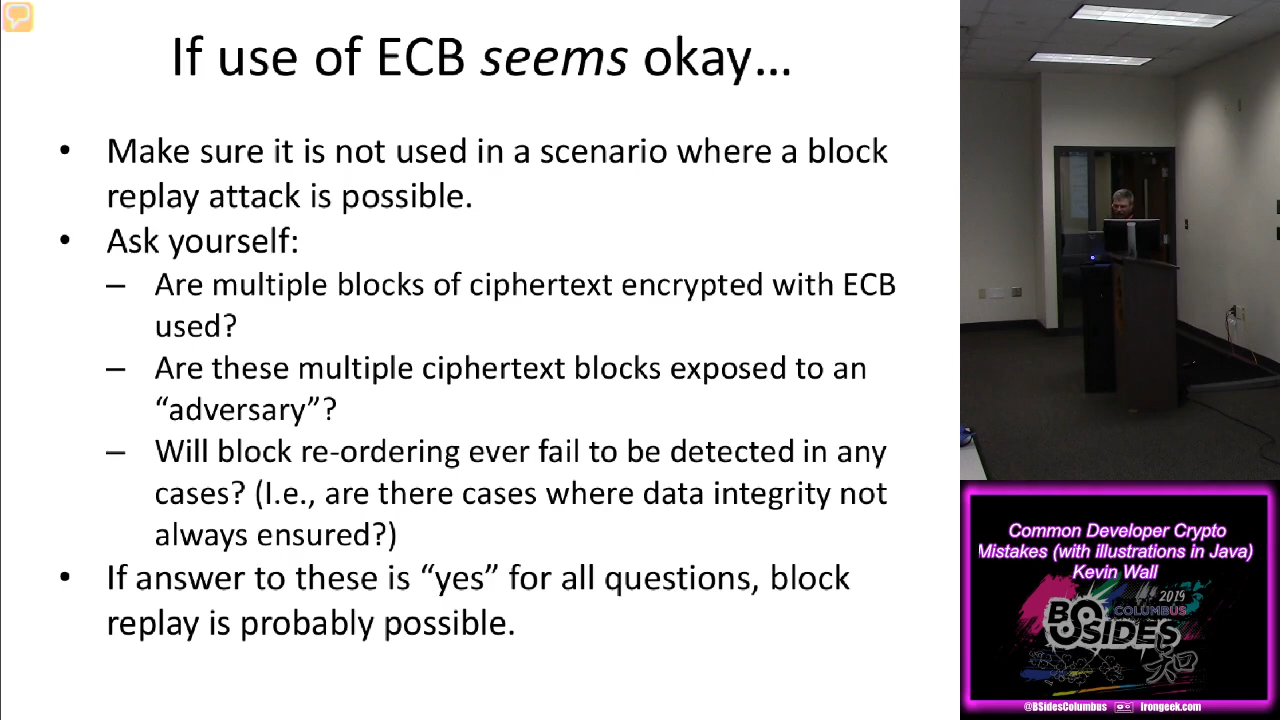 If use of ECB seems okay…
• Make sure it is not used in a scenario where a block
replay attack is possible.
• Ask yourself:
– Are multiple blocks of ciphertext encrypted with ECB
used?
– Are these multiple ciphertext blocks exposed to an
“adversary”?
– Will block re-ordering ever fail to be detected in any
cases? (I.e., are there cases where data integrity not
always ensured?)
• If answer to these is “yes” for all questions, block
replay is probably possible.
Common Developer Crypto
Mistakes (with illustrations in Java)
Kevin Wall
2019
COLUMBUS
BSIDES
@BSidesColumbus
Irongeek.com